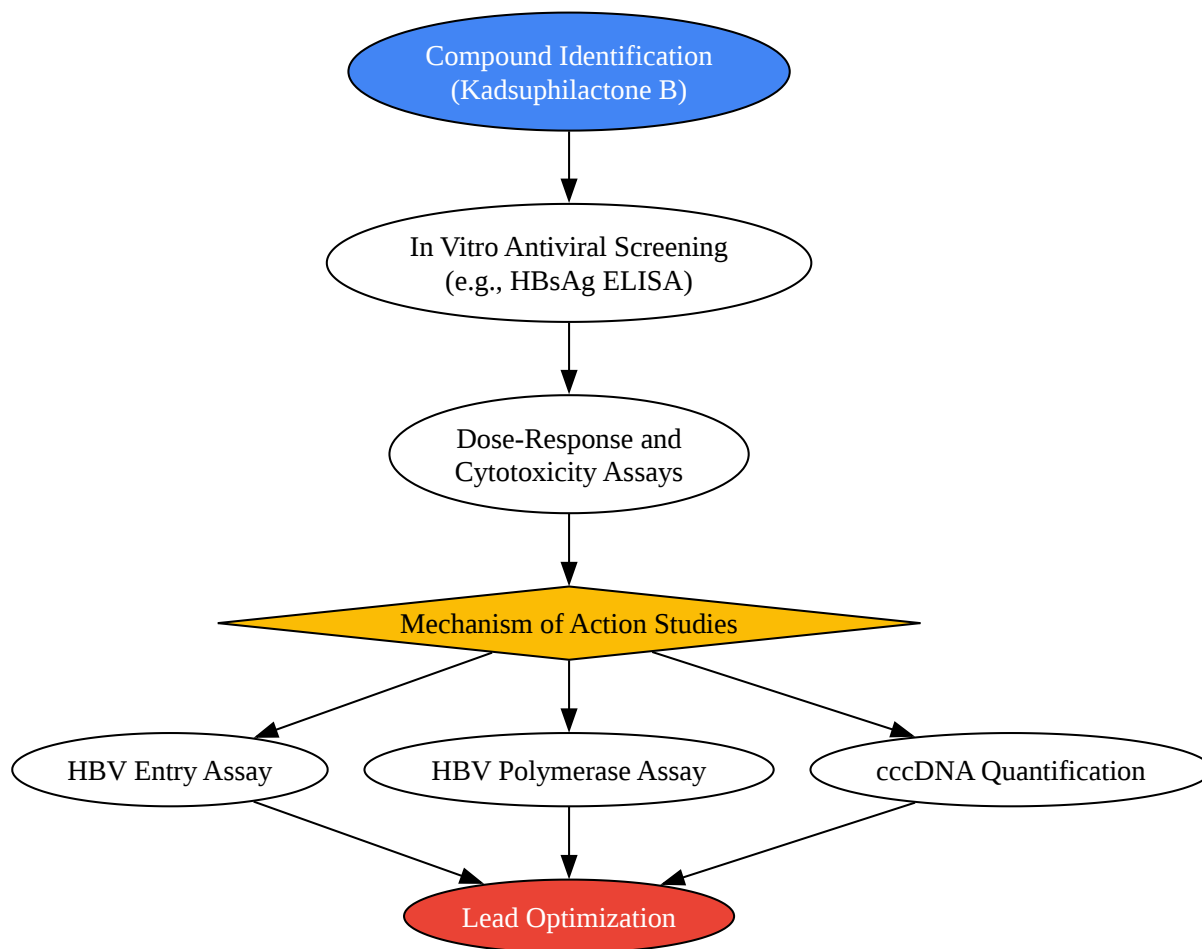 Compound Identification
(Kadsuphilactone B)
In Vitro Antiviral Screening
(e.g., HBsAg ELISA)
Dose-Response and
Cytotoxicity Assays
Mechanism of Action Studies
HBV Entry Assay
HBV Polymerase Assay
cccDNA Quantification
Lead Optimization